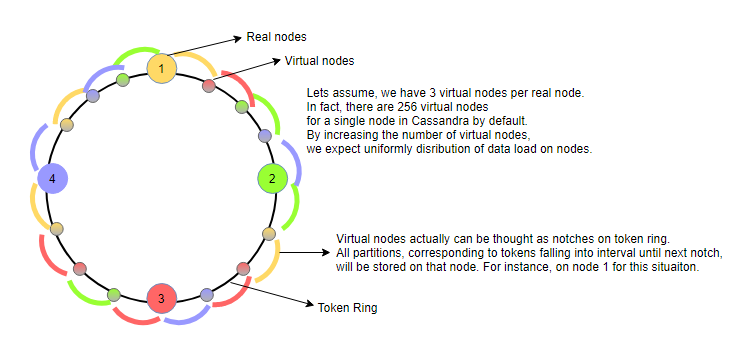 Real nodes
1
Virtual nodes
Lets assume, we have 3 virtual nodes per real node.
In fact, there are 256 virtual nodes
for a single node in Cassandra by default.
By increasing the number of virtual nodes,
we expect uniformly disribution of data load on nodes.
4
2
Virtual nodes actually can be thought as notches on token ring.
All partitions, corresponding to tokens falling into interval until next notch,
will be stored on that node. For instance, on node 1 for this situaiton.
3
Token Ring